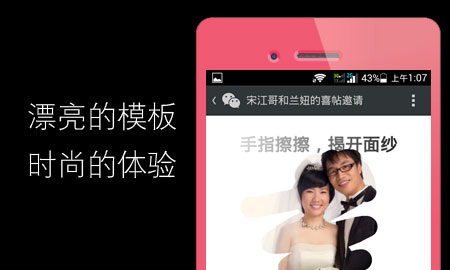 漂亮的模板
时尚的体验
43% 上午1:07
宋江哥和兰妞的喜帖邀请
手指擦擦，揭开面纱